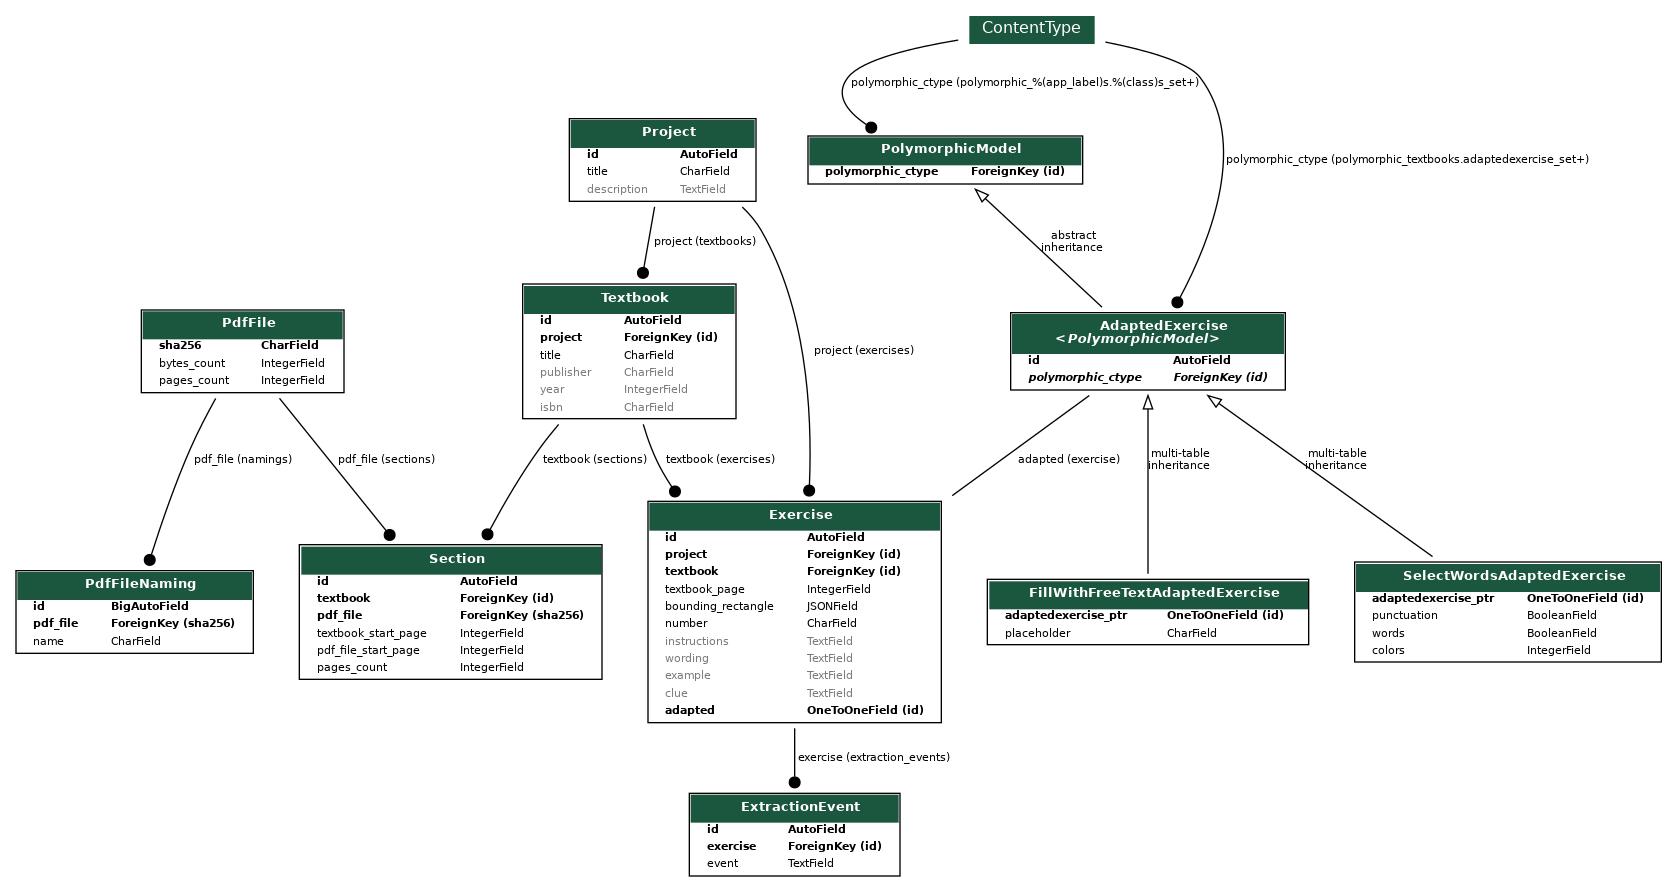 ContentType
polymorphic_ctype (polymorphic_%(app_label)s.%(class)s_set+)
polymorphic_ctype (polymorphic_textbooks.adaptedexercise_set+)
Project
id AutoField
title CharField
description TextField
PolymorphicModel
polymorphic_ctype ForeignKey (id)
project (textbooks)
project (exercises)
abstract
inheritance
Textbook
id AutoField
project ForeignKey (id)
title CharField
publisher CharField
year IntegerField
isbn CharField
PdfFile
sha256 CharField
bytes_count IntegerField
pages_count IntegerField
AdaptedExercise
<PolymorphicModel>
id AutoField
polymorphic_ctype ForeignKey (id)
pdf_file (namings)
pdf_file (sections)
textbook (sections)
textbook (exercises)
adapted (exercise)
multi-table
inheritance
multi-table
inheritance
PdfFileNaming
id BigAutoField
pdf_file ForeignKey (sha256)
name CharField
Section
id AutoField
textbook ForeignKey (id)
pdf_file ForeignKey (sha256)
textbook_start_page IntegerField
pdf_file_start_page IntegerField
pages_count IntegerField
Exercise
id AutoField
project ForeignKey (id)
textbook ForeignKey (id)
textbook_page IntegerField
bounding_rectangle JSONField
number CharField
instructions TextField
wording TextField
example TextField
clue TextField
adapted OneToOneField (id)
FillWithFreeTextAdaptedExercise
adaptedexercise_ptr OneToOneField (id)
placeholder CharField
SelectWordsAdaptedExercise
adaptedexercise_ptr OneToOneField (id)
punctuation BooleanField
words BooleanField
colors IntegerField
exercise (extraction_events)
ExtractionEvent
id AutoField
exercise ForeignKey (id)
event TextField